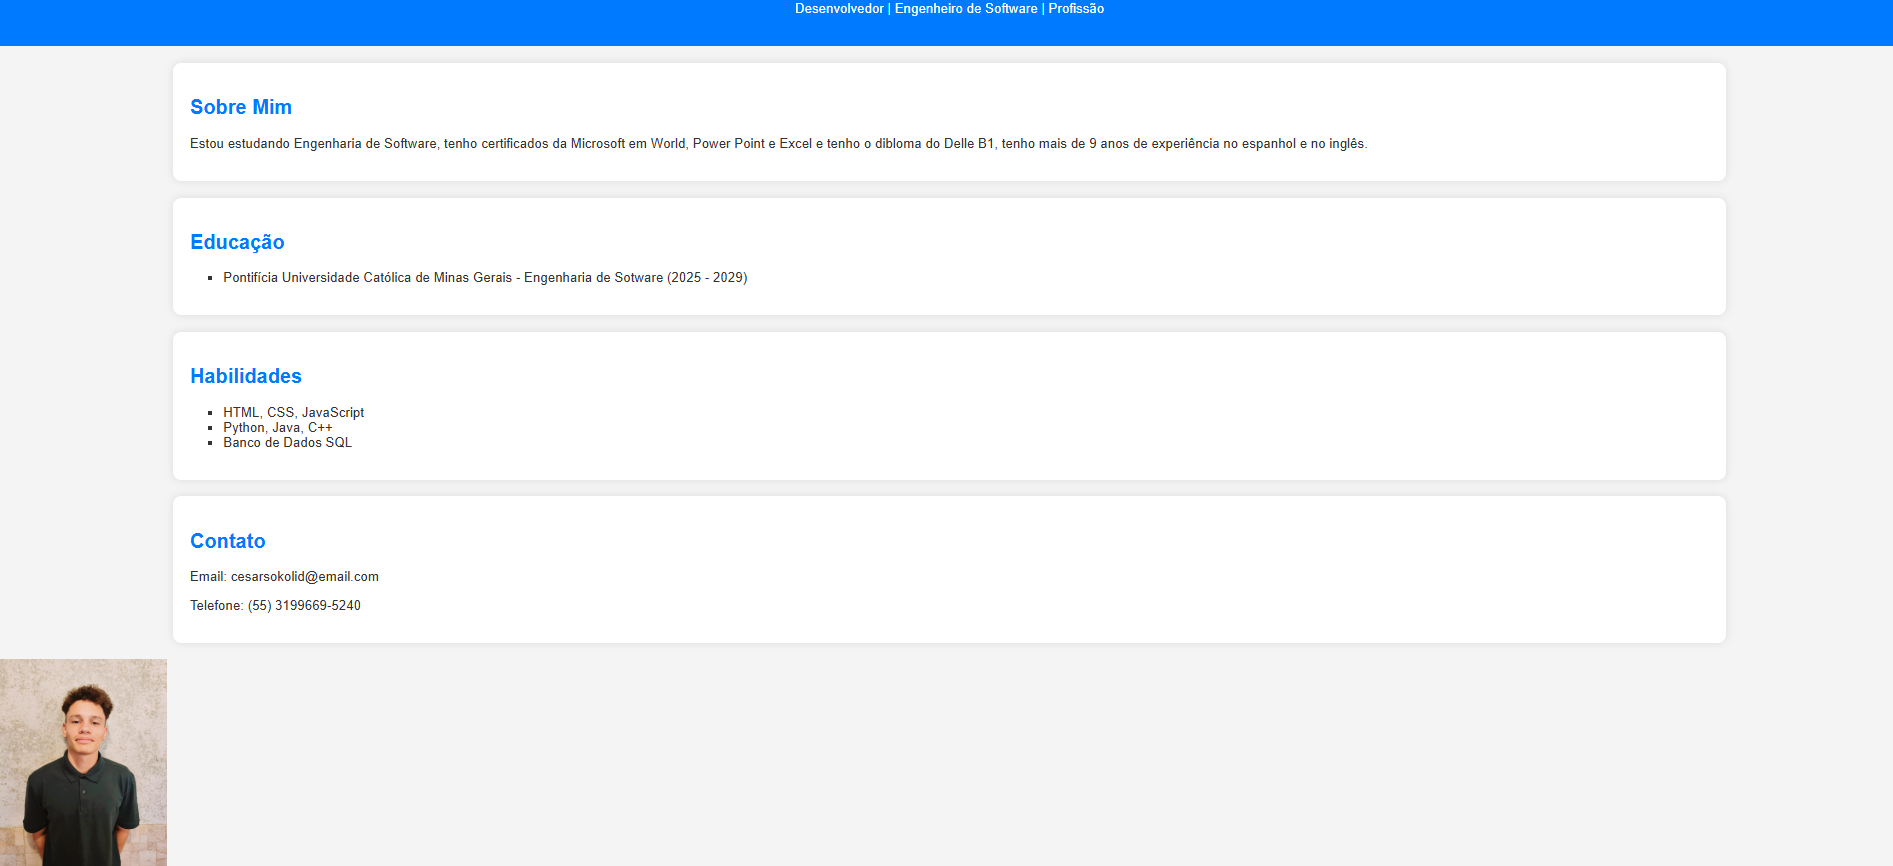 Desenvolvedor | Engenheiro de Software | Profissão
Sobre Mim
Estou estudando Engenharia de Software, tenho certificados da Microsoft em World, Power Point e Excel e tenho o dibloma do Delle B1, tenho mais de 9 anos de experiência no espanhol e no inglês.
Educação
Pontifícia Universidade Católica de Minas Gerais - Engenharia de Sotware (2025 - 2029)
Habilidades
HTML, CSS, JavaScript
Python, Java, C++
Banco de Dados SQL
Contato
Email: cesarsokolid@email.com
Telefone: (55) 3199669-5240